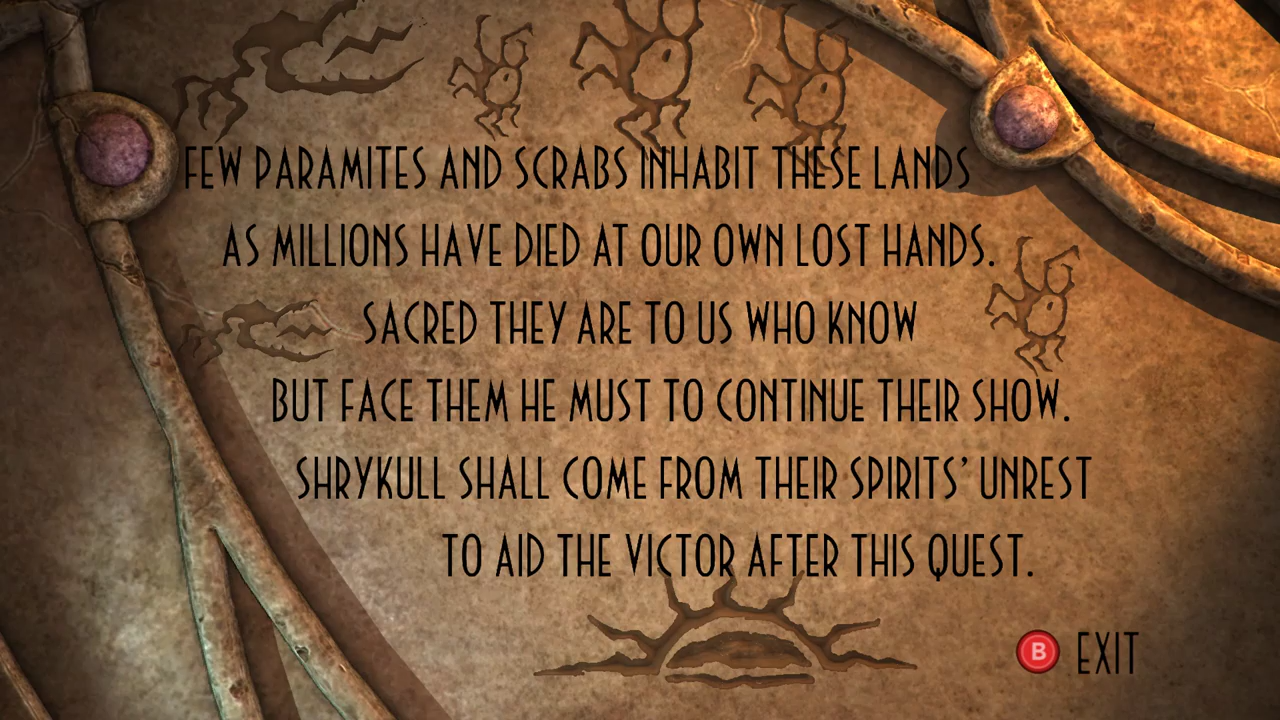 FEW PARAMITES AND SCRABS INHABIT THESE LANDS
AS MILLIONS HAVE DIED AT OUR OWN LOST HANDS.
SACRED THEY ARE TO US WHO KNOW
BUT FACE THEM HE MUST TO CONTINUE THEIR SHOW.
SHRYKULL SHALL COME FROM THEIR SPIRITS’ UNREST
TO AID THE VICTOR AFTER THIS QUEST.
B EXIT